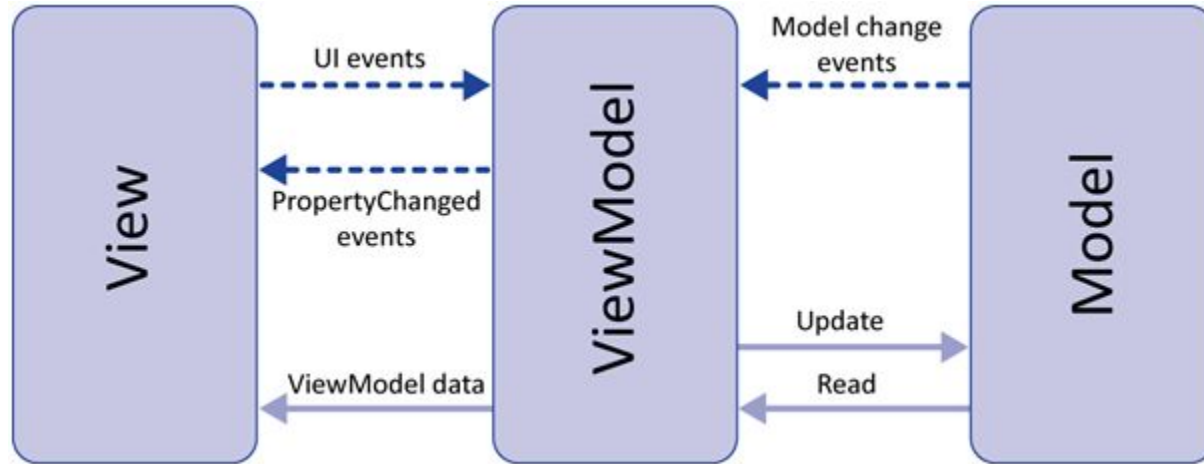 View
UI events
PropertyChanged
events
ViewModel data
ViewModel
Model change
events
Update
Read
Model